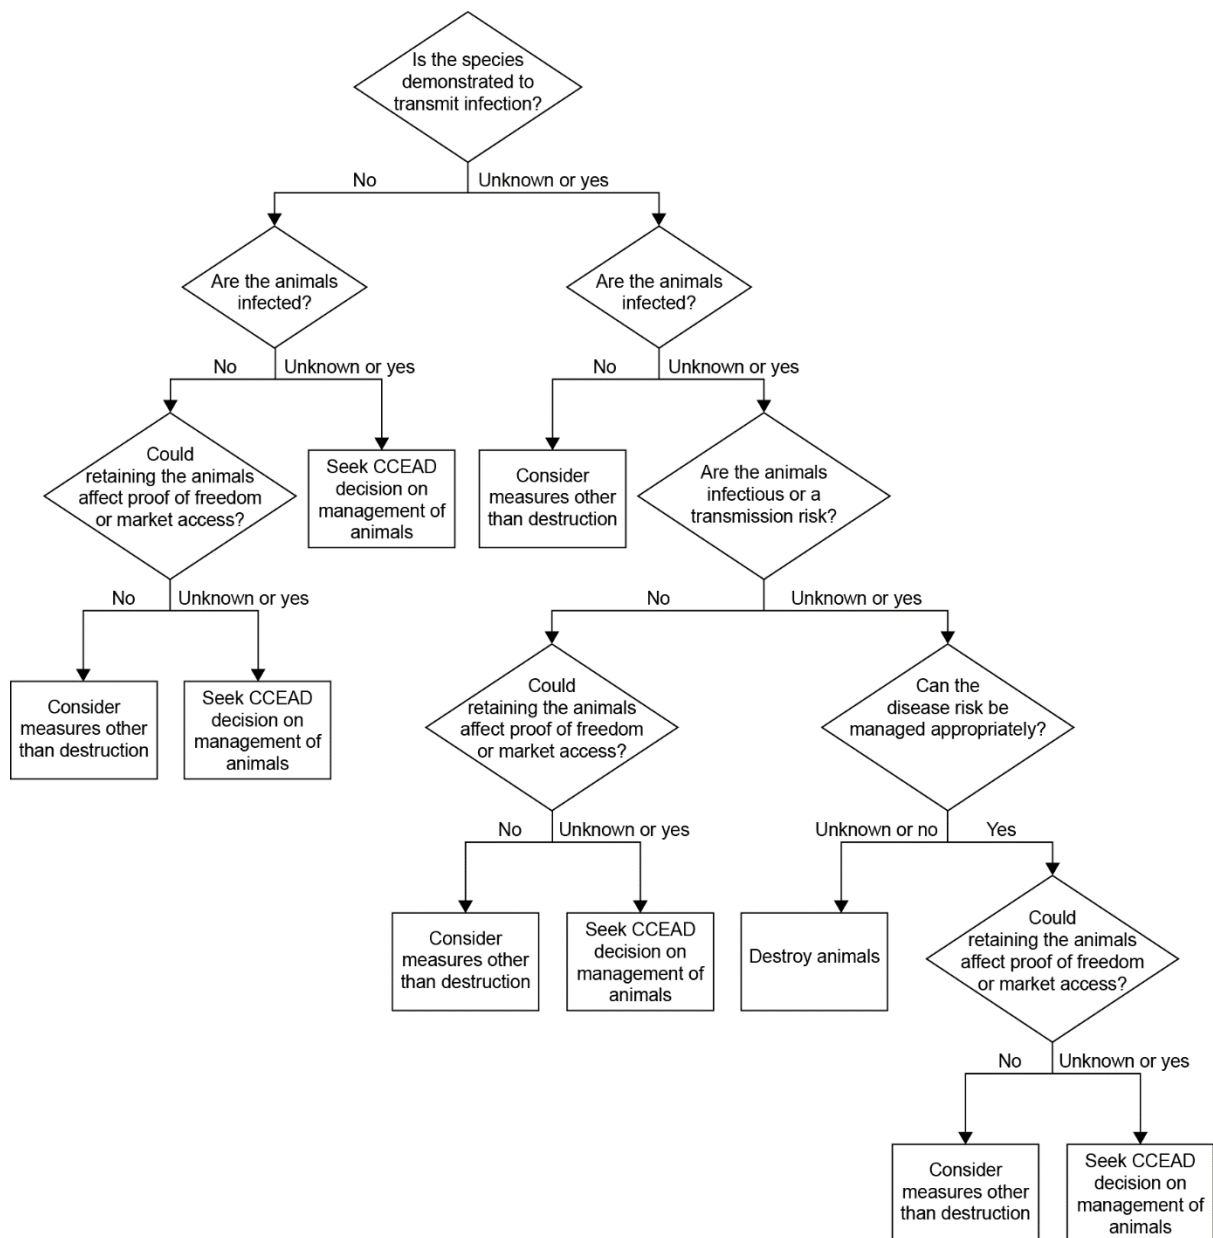 Is the species
demonstrated to
transmit infection?
No
Unknown or yes
Are the animals
infected?
Are the animals
infected?
No
Unknown or yes
No
Unknown or yes
Could
retaining the animals
affect proof of freedom
or market access?
Seek CCEAD
decision on
management of
animals
Consider
measures other
than destruction
Are the animals
infectious or a
transmission risk?
No
Unknown or yes
No
Unknown or yes
Consider
measures other
than destruction
Seek CCEAD
decision on
management of
animals
Could
retaining the animals
affect proof of freedom
or market access?
Can the
disease risk be
managed appropriately?
No
Unknown or yes
Unknown or no
Yes
Consider
measures other
than destruction
Seek CCEAD
decision on
management of
animals
Destroy animals
Could
retaining the animals
affect proof of freedom
or market access?
No
Unknown or yes
Consider
measures other
than destruction
Seek CCEAD
decision on
management of
animals